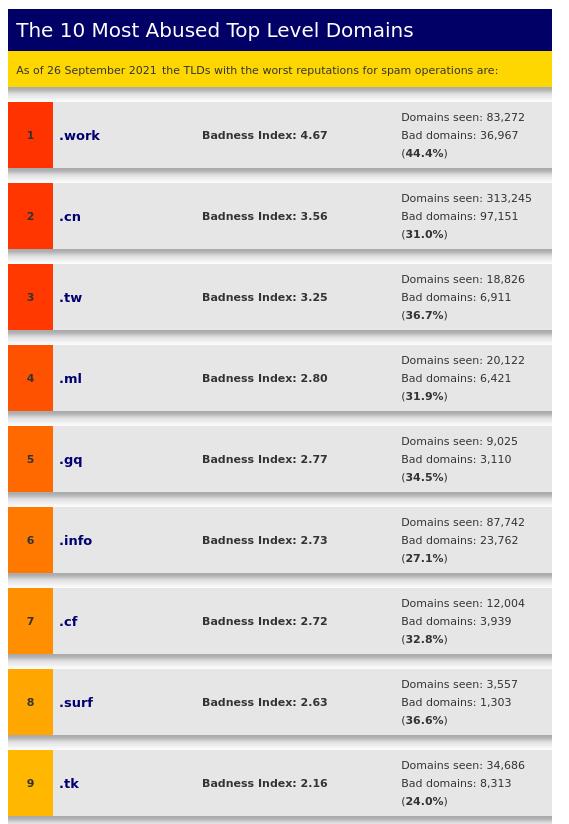 The 10 Most Abused Top Level Domains
As of 26 September 2021 the TLDs with the worst reputations for spam operations are:
1 .work Badness Index: 4.67 Domains seen: 83,272
Bad domains: 36,967
(44.4%)
2 .cn Badness Index: 3.56 Domains seen: 313,245
Bad domains: 97,151
(31.0%)
3 .tw Badness Index: 3.25 Domains seen: 18,826
Bad domains: 6,911
(36.7%)
4 .ml Badness Index: 2.80 Domains seen: 20,122
Bad domains: 6,421
(31.9%)
5 .gq Badness Index: 2.77 Domains seen: 9,025
Bad domains: 3,110
(34.5%)
6 .info Badness Index: 2.73 Domains seen: 87,742
Bad domains: 23,762
(27.1%)
7 .cf Badness Index: 2.72 Domains seen: 12,004
Bad domains: 3,939
(32.8%)
8 .surf Badness Index: 2.63 Domains seen: 3,557
Bad domains: 1,303
(36.6%)
9 .tk Badness Index: 2.16 Domains seen: 34,686
Bad domains: 8,313
(24.0%)